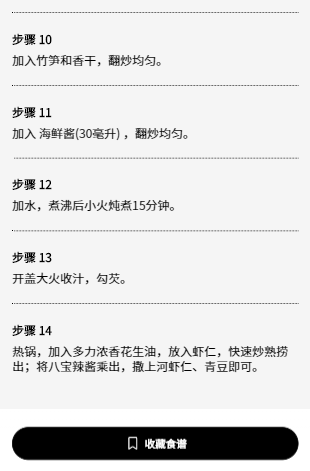 步骤 10
加入竹笋和香干，翻炒均匀。
步骤 11
加入 海鲜酱(30毫升) ，翻炒均匀。
步骤 12
加水，煮沸后小火炖煮15分钟。
步骤 13
开盖大火收汁，勾芡。
步骤 14
热锅，加入多力浓香花生油，放入虾仁，快速炒熟捞
出；将八宝辣酱乘出，撒上河虾仁、青豆即可。
收藏食谱